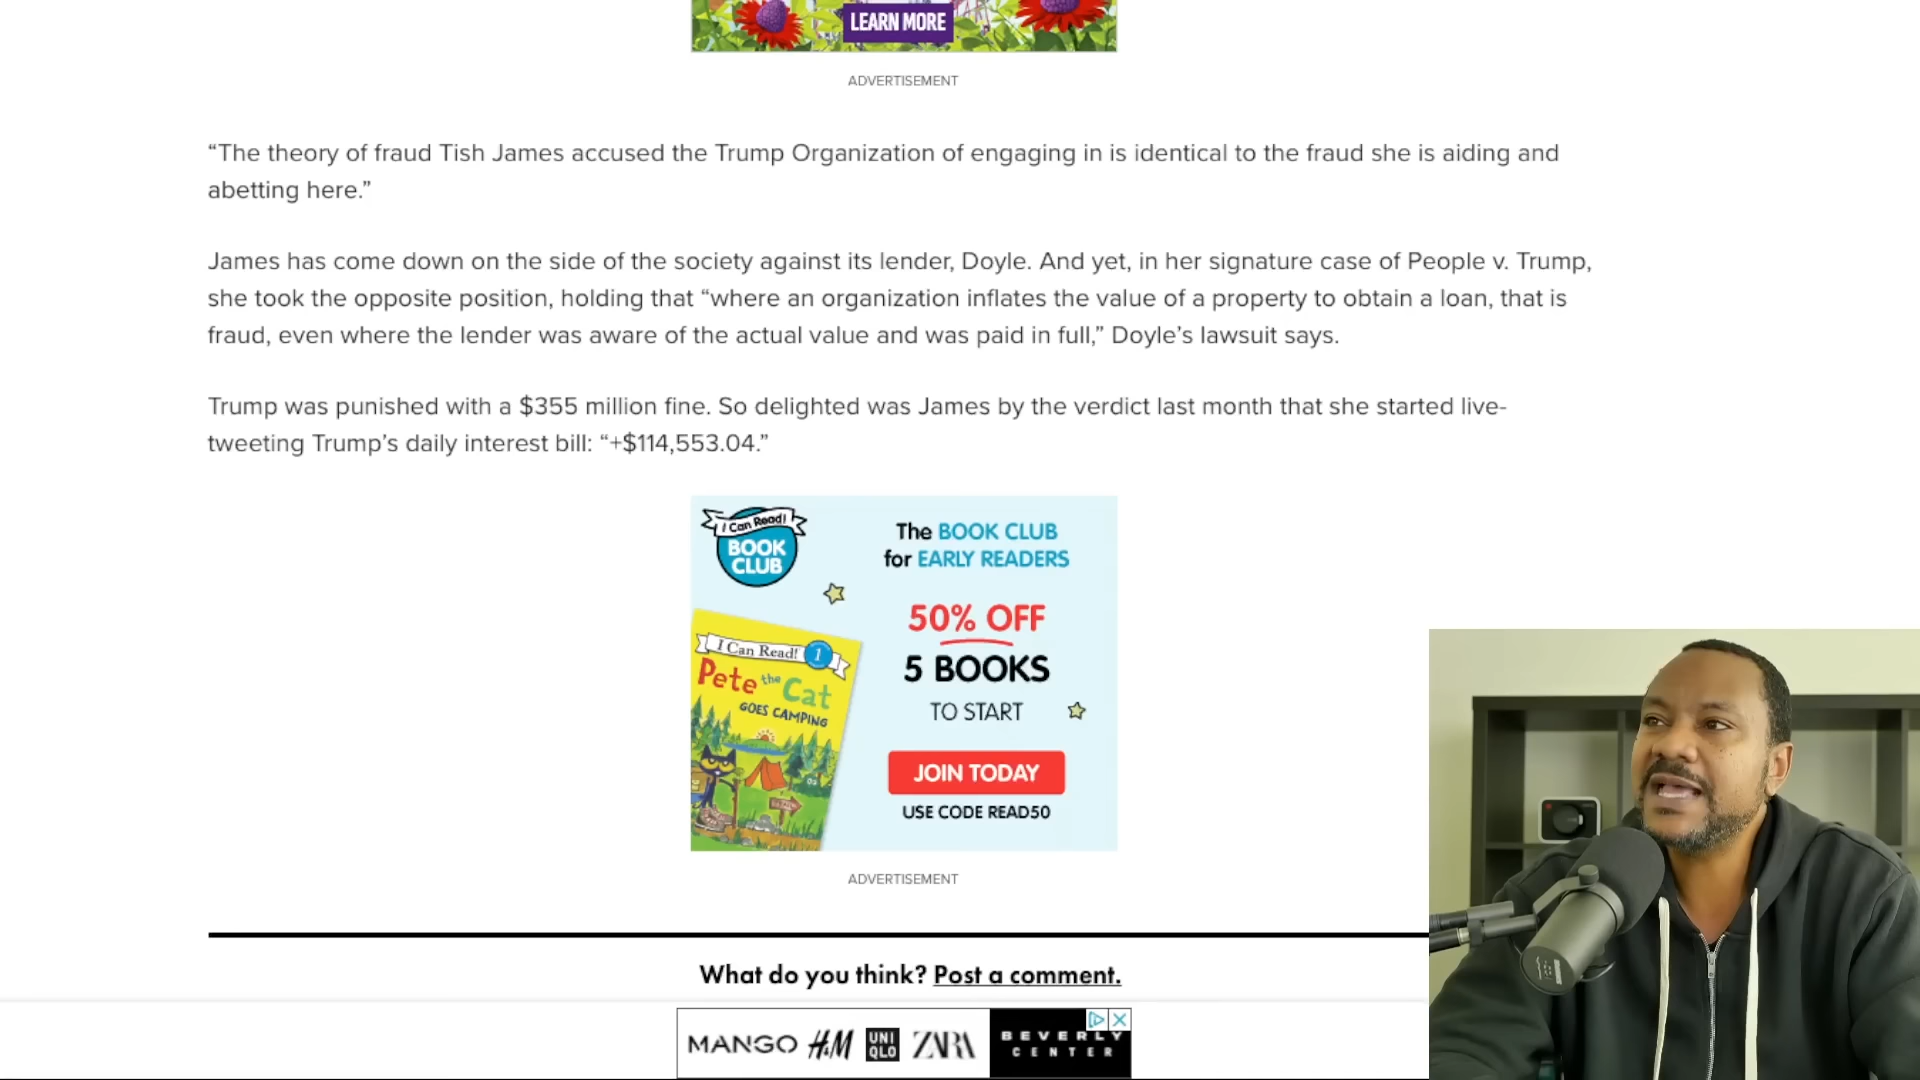 LEARN MORE
ADVERTISEMENT
“The theory of fraud Tish James accused the Trump Organization of engaging in is identical to the fraud she is aiding and
abetting here.”
James has come down on the side of the society against its lender, Doyle. And yet, in her signature case of People v. Trump,
she took the opposite position, holding that “where an organization inflates the value of a property to obtain a loan, that is
fraud, even where the lender was aware of the actual value and was paid in full,” Doyle’s lawsuit says.
Trump was punished with a $355 million fine. So delighted was James by the verdict last month that she started live-
tweeting Trump’s daily interest bill: “+$114,553.04.”
I Can Read!
BOOK
CLUB
The BOOK CLUB
for EARLY READERS
50% OFF
5 BOOKS
TO START
JOIN TODAY
USE CODE READ50
I Can Read! 1
Pete the Cat
GOES CAMPING
ADVERTISEMENT
What do you think? Post a comment.
MANGO H&M UNI QLO ZARA
BEVERLY
CENTER